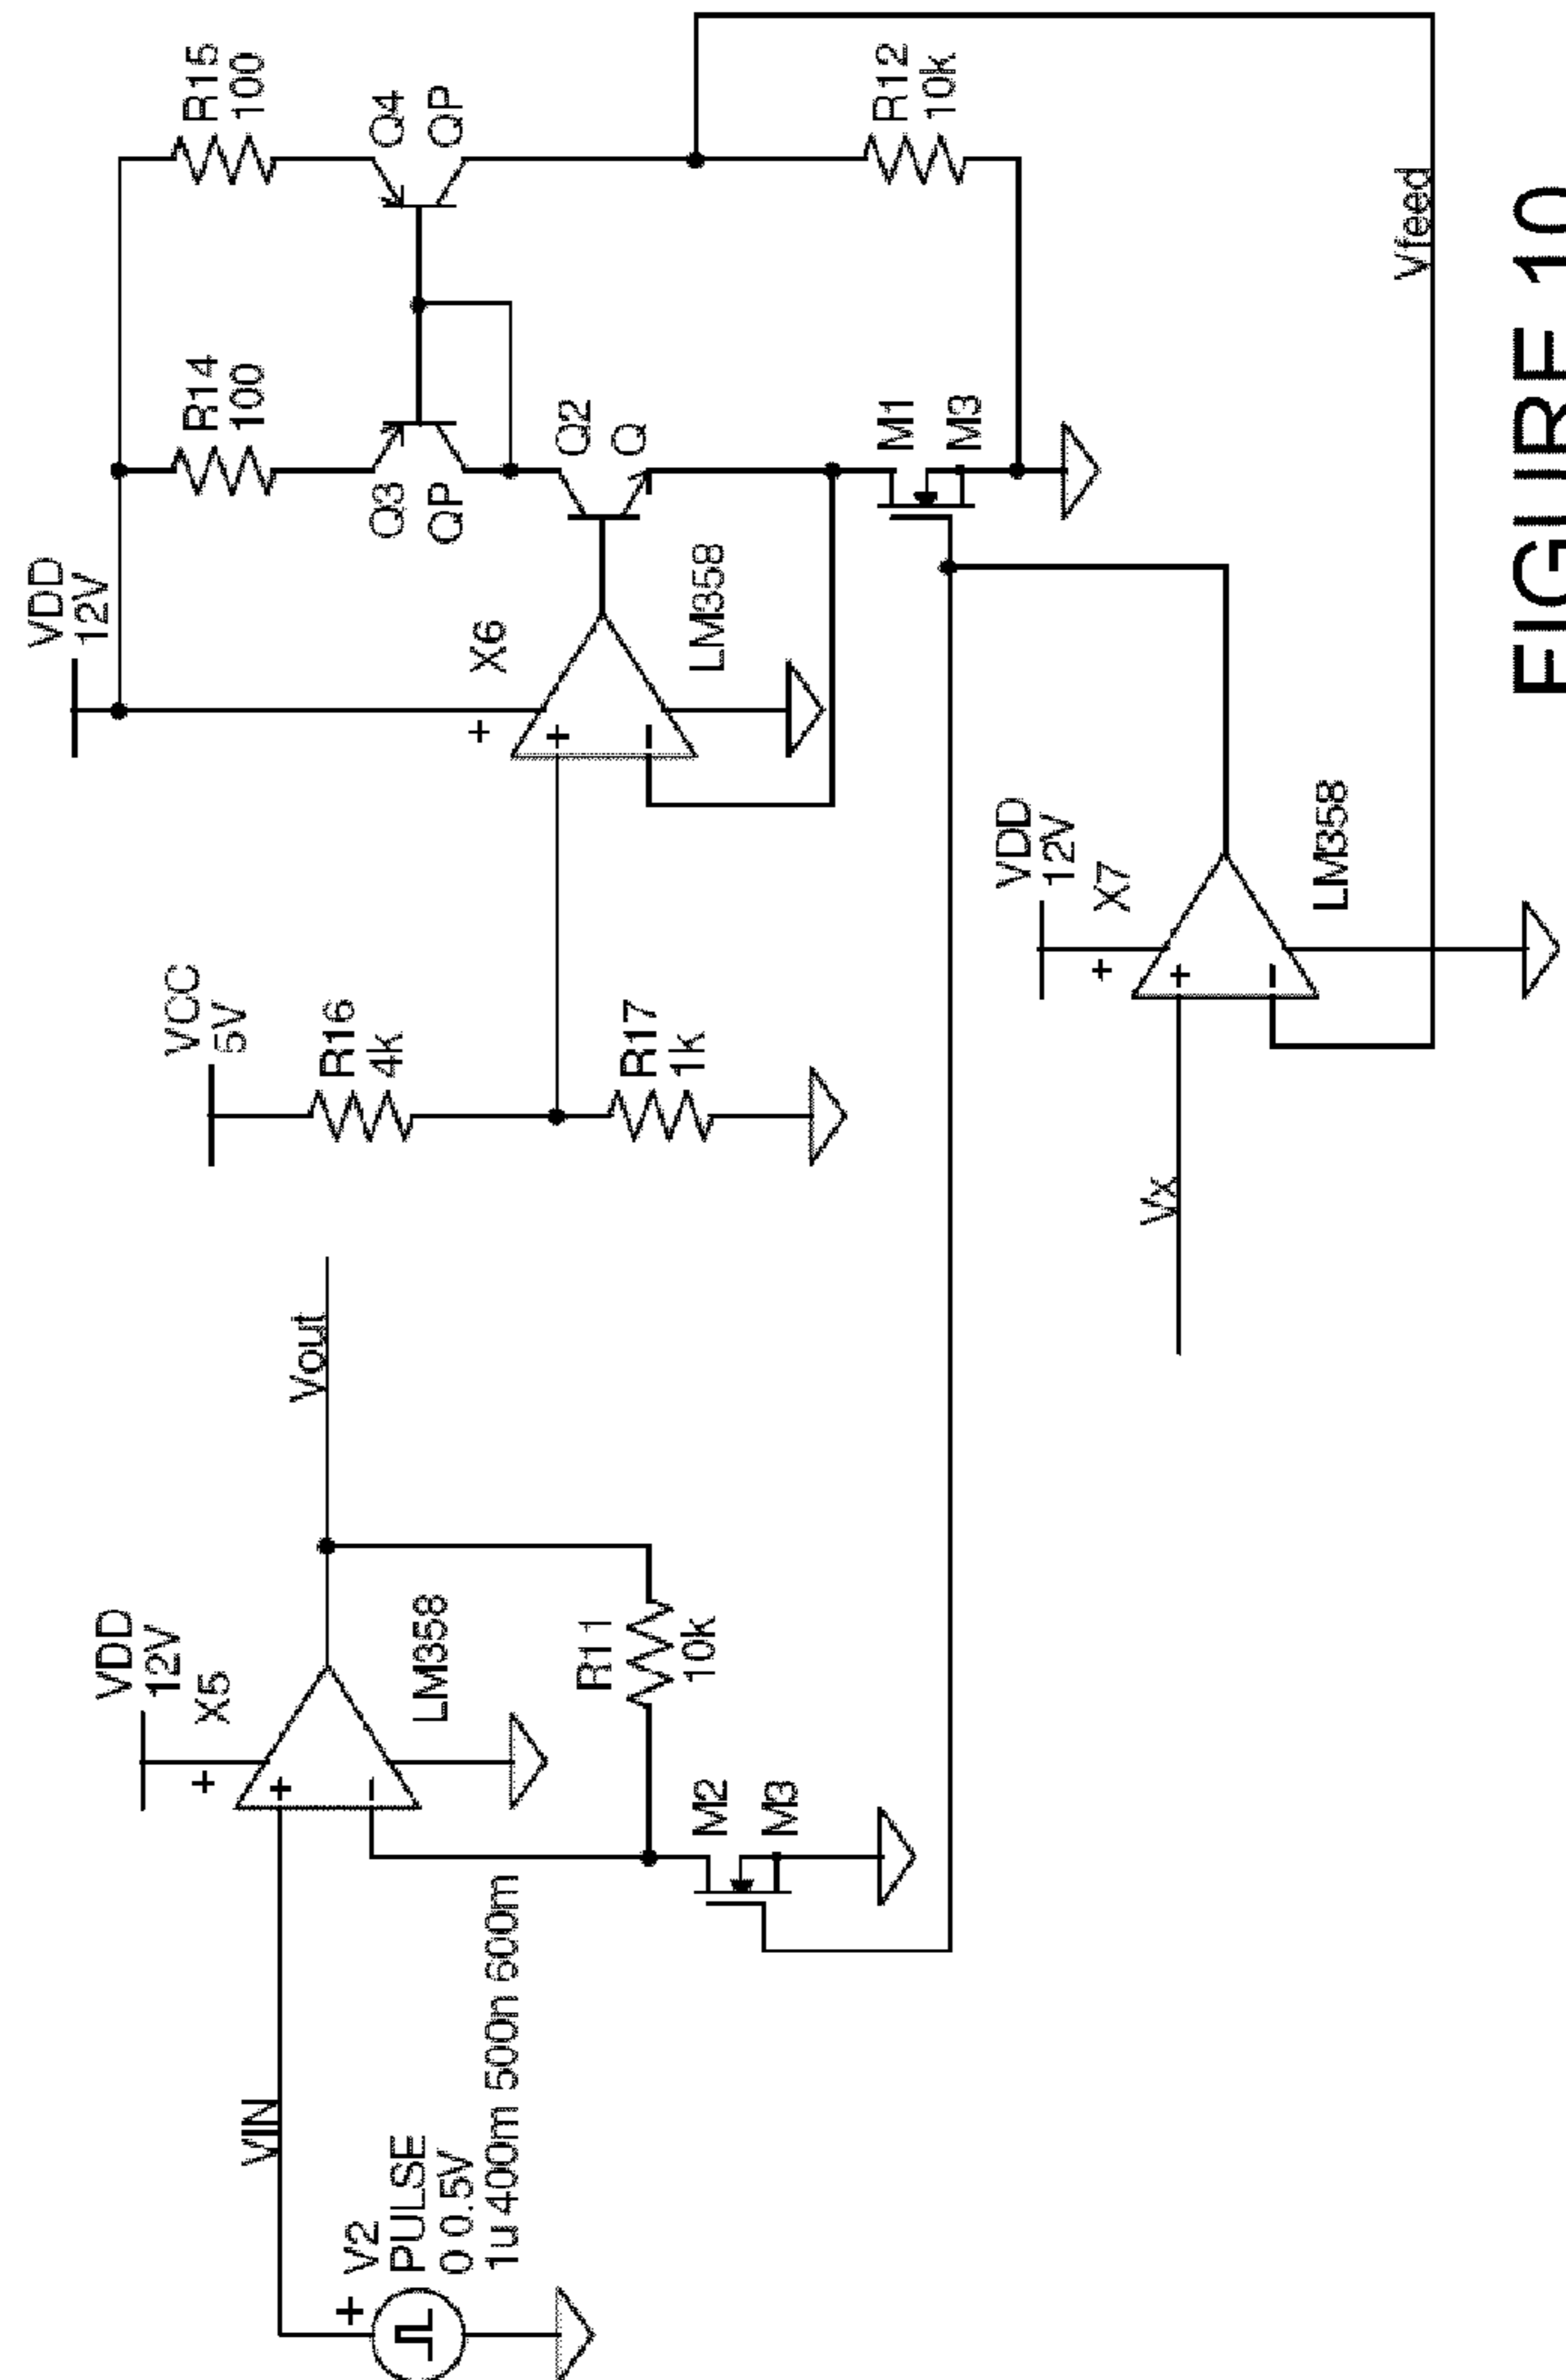 VDD
12V
R14
100
R15
100
Q3
QP
Q4
QP
X6
+
+
−
LM358
Q2
Q
VCC
5V
R16
4k
R17
1k
M1
M3
R12
10k
VDD
12V
X5
+
+
−
LM358
Vout
R11
10k
M2
M3
VIN
V2
+
PULSE
0 0.5V
1u 400m 500n 600m
VDD
12V
X7
+
+
−
LM358
Vx
Vfeed
FIGURE 10